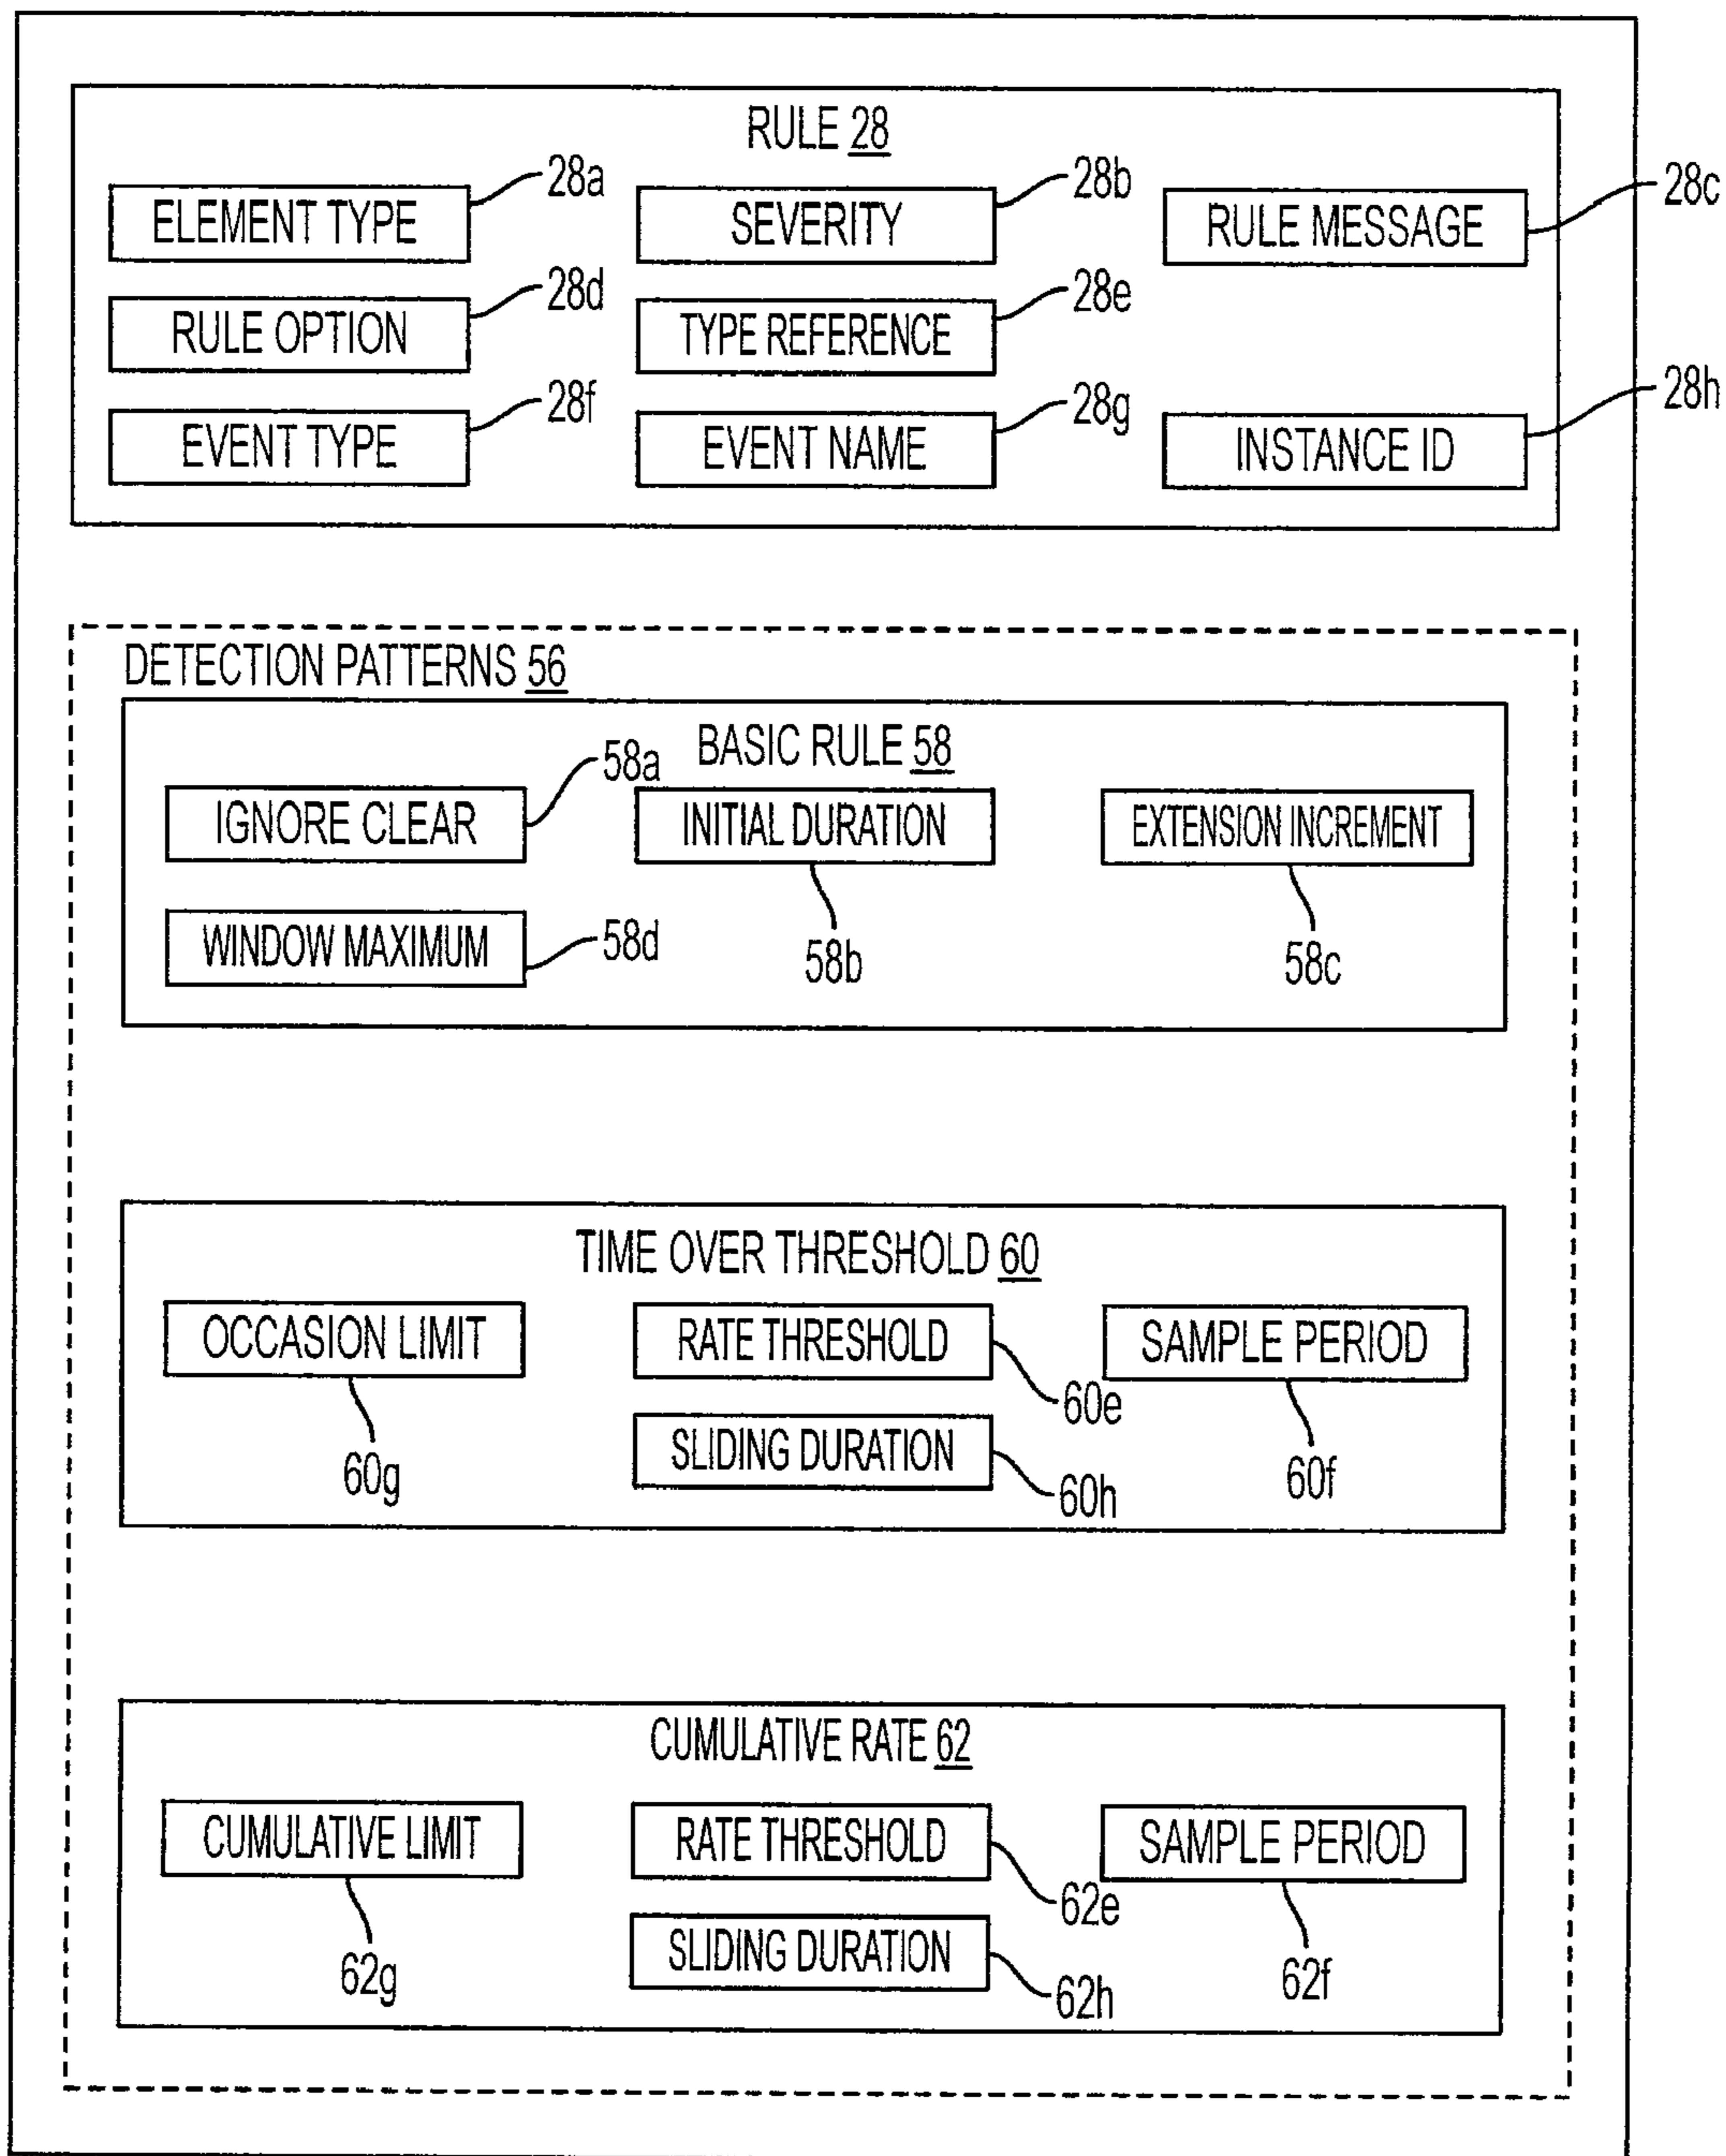 RULE 28
28a
28b
28c
ELEMENT TYPE
SEVERITY
RULE MESSAGE
28d
28e
RULE OPTION
TYPE REFERENCE
28f
28g
28h
EVENT TYPE
EVENT NAME
INSTANCE ID
DETECTION PATTERNS 56
BASIC RULE 58
58a
IGNORE CLEAR
INITIAL DURATION
EXTENSION INCREMENT
WINDOW MAXIMUM
58d
58b
58c
TIME OVER THRESHOLD 60
OCCASION LIMIT
RATE THRESHOLD
SAMPLE PERIOD
60e
SLIDING DURATION
60g
60h
60f
CUMULATIVE RATE 62
CUMULATIVE LIMIT
RATE THRESHOLD
SAMPLE PERIOD
62e
SLIDING DURATION
62g
62h
62f